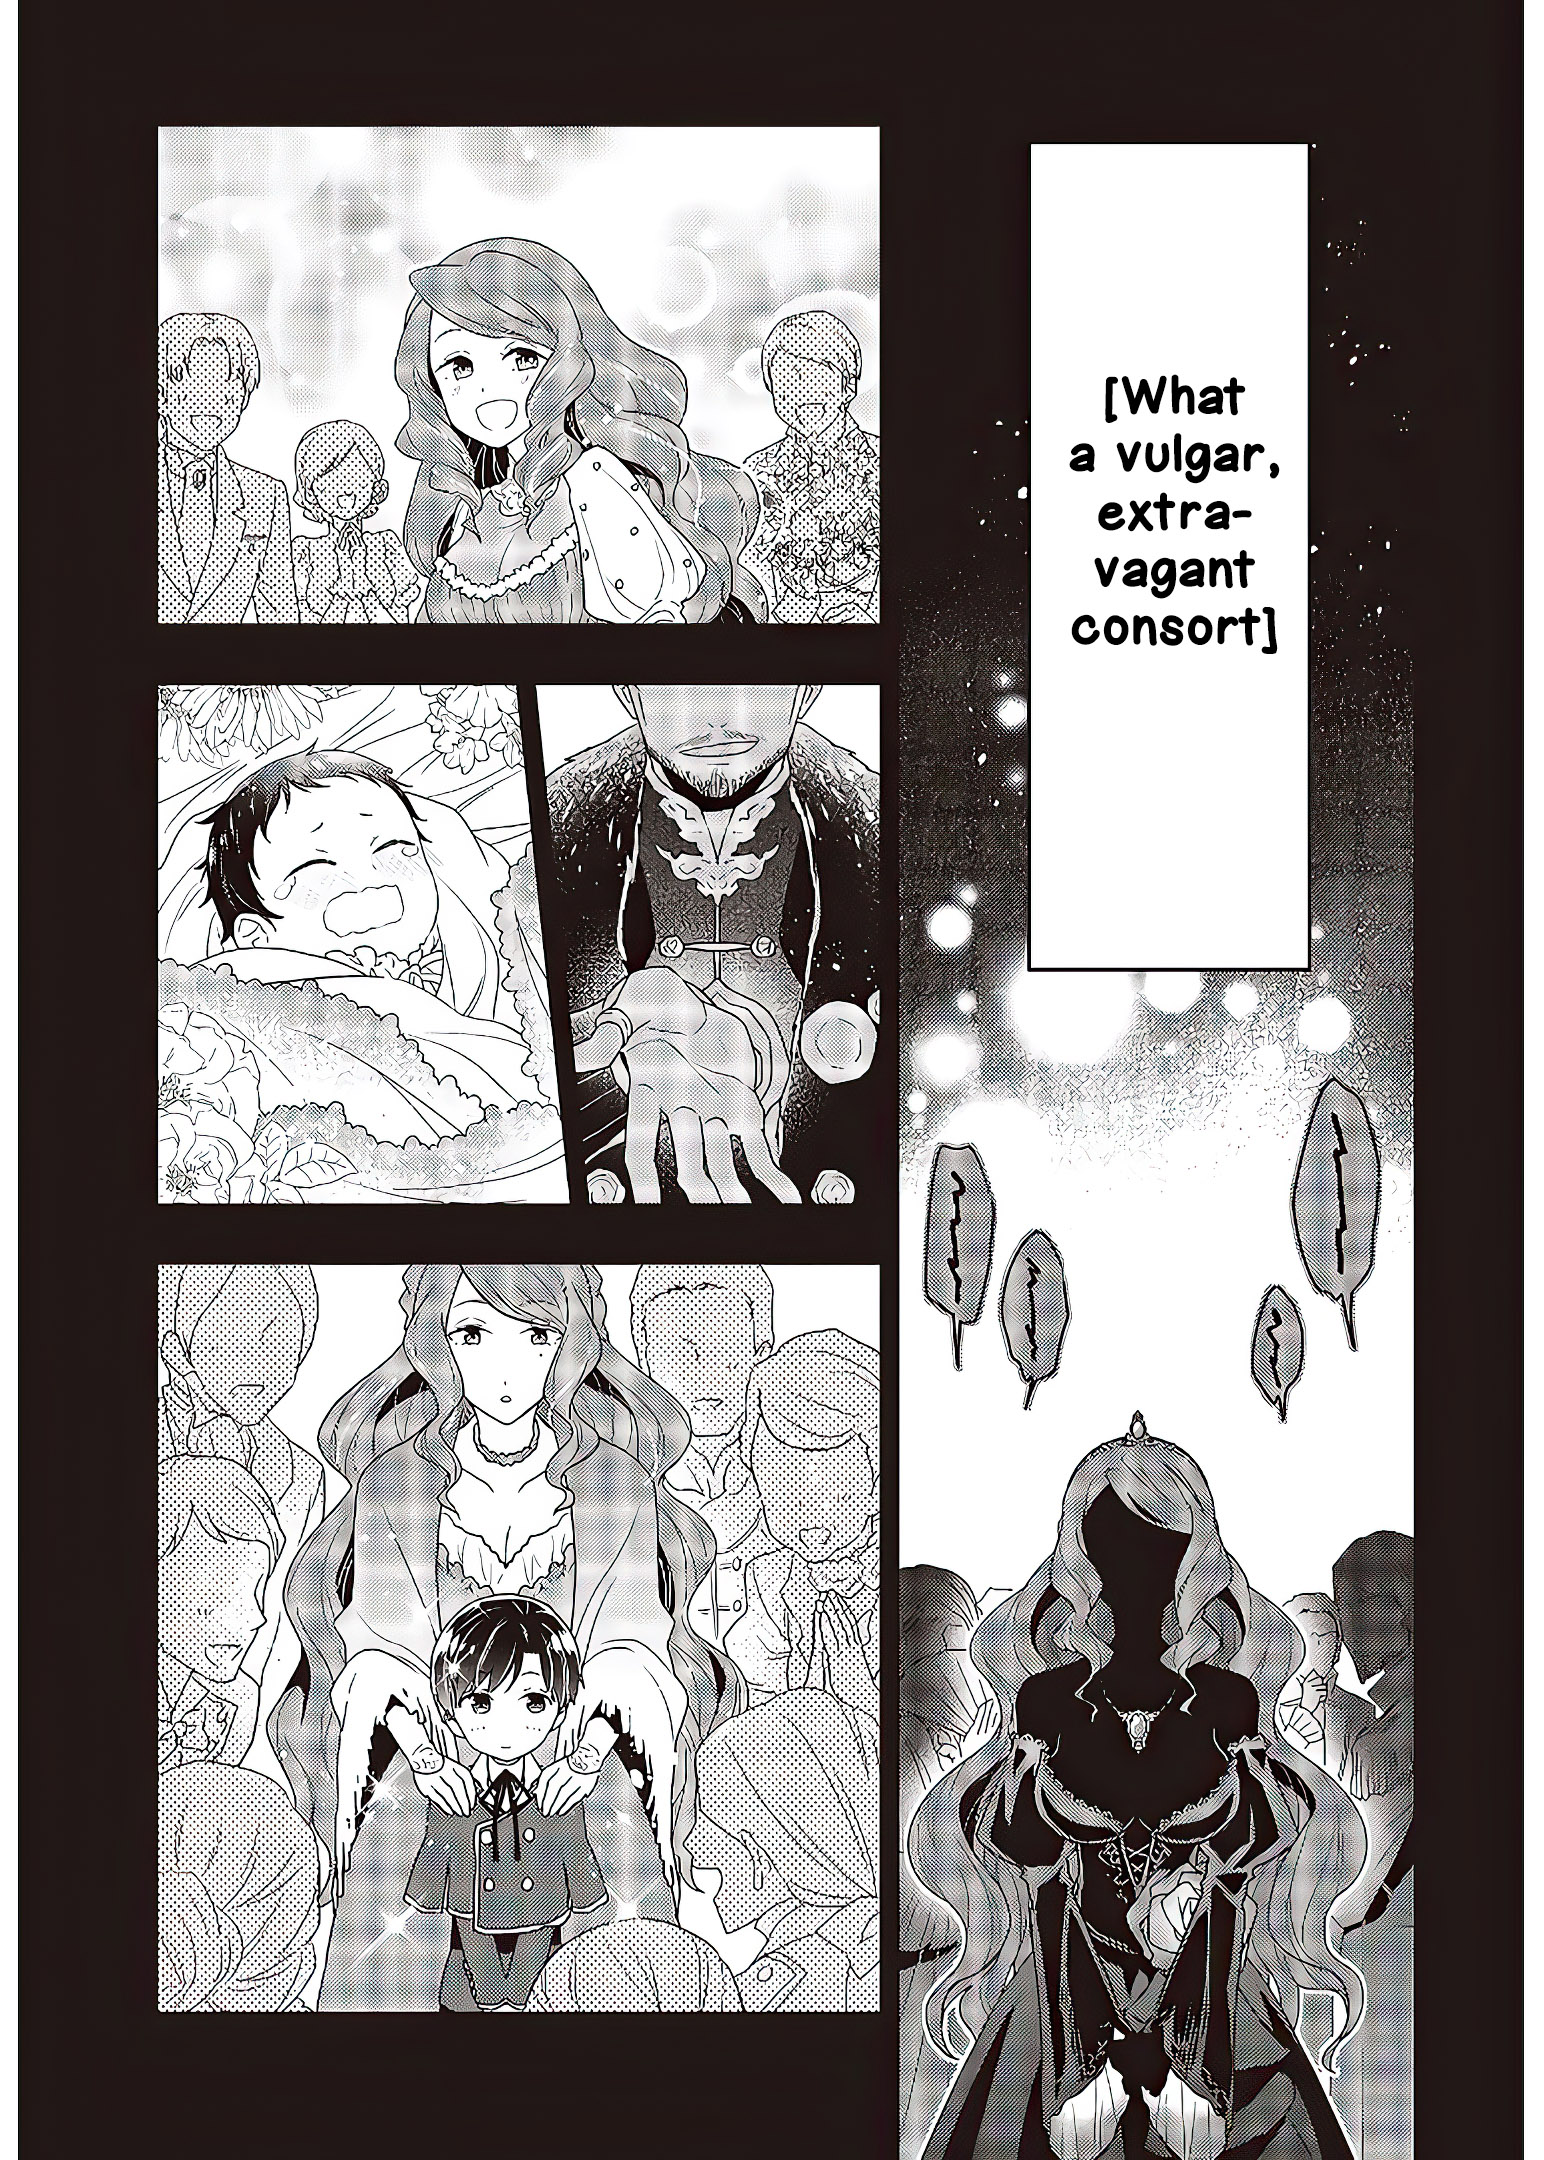 [What
a vulgar,
extra-
vagant
consort]